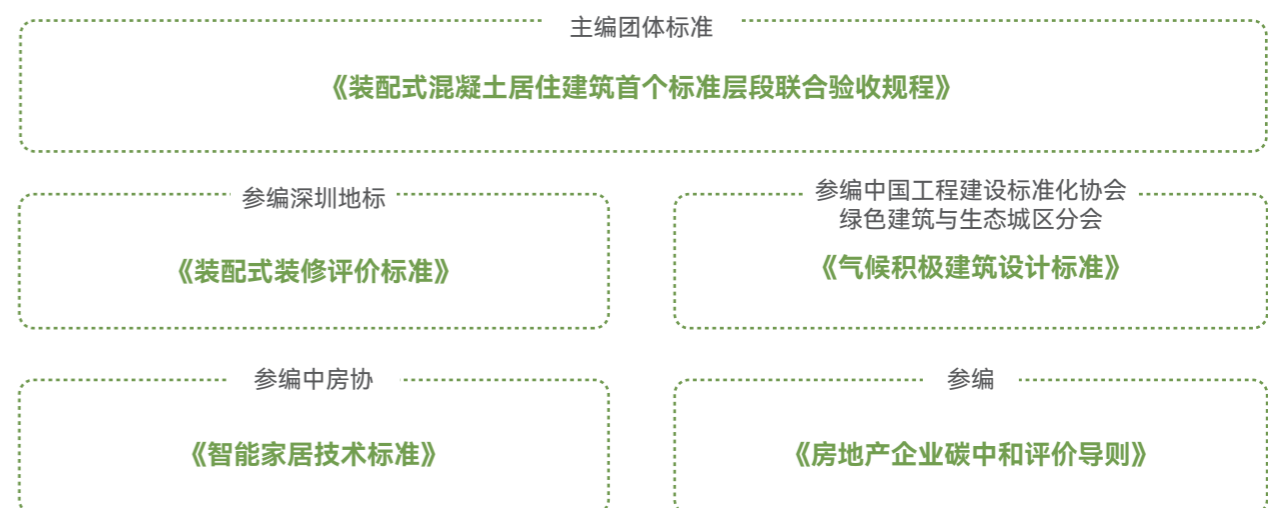 主编团体标准
《装配式混凝土居住建筑首个标准层段联合验收规程》
参编深圳地标
《装配式装修评价标准》
参编中国工程建设标准化协会
绿色建筑与生态城区分会
《气候积极建筑设计标准》
参编中房协
《智能家居技术标准》
参编
《房地产企业碳中和评价导则》